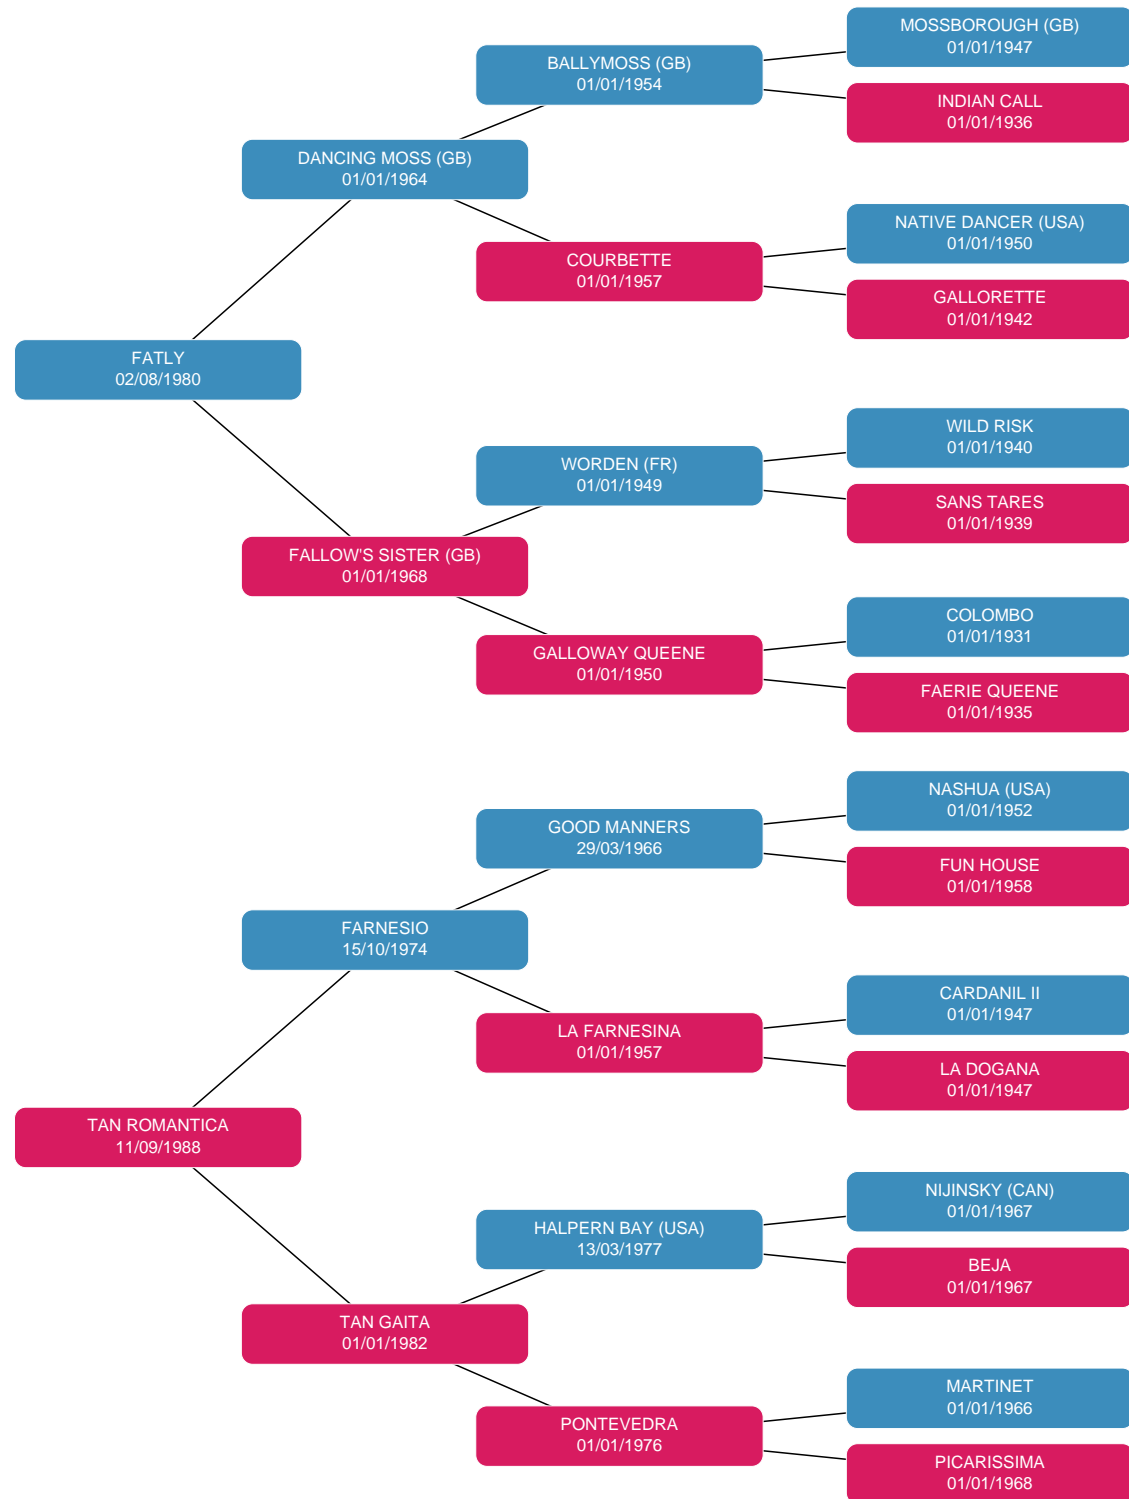 MOSSBOROUGH (GB)
01/01/1947
BALLYMOSS (GB)
01/01/1954
INDIAN CALL
01/01/1936
DANCING MOSS (GB)
01/01/1964
NATIVE DANCER (USA)
01/01/1950
COURBETTE
01/01/1957
GALLORETTE
01/01/1942
FATLY
02/08/1980
WILD RISK
01/01/1940
WORDEN (FR)
01/01/1949
SANS TARES
01/01/1939
FALLOW'S SISTER (GB)
01/01/1968
COLOMBO
01/01/1931
GALLOWAY QUEENE
01/01/1950
FAERIE QUEENE
01/01/1935
NASHUA (USA)
01/01/1952
GOOD MANNERS
29/03/1966
FUN HOUSE
01/01/1958
FARNESIO
15/10/1974
CARDANIL II
01/01/1947
LA FARNESINA
01/01/1957
LA DOGANA
01/01/1947
TAN ROMANTICA
11/09/1988
NIJINSKY (CAN)
01/01/1967
HALPERN BAY (USA)
13/03/1977
BEJA
01/01/1967
TAN GAITA
01/01/1982
MARTINET
01/01/1966
PONTEVEDRA
01/01/1976
PICARISSIMA
01/01/1968